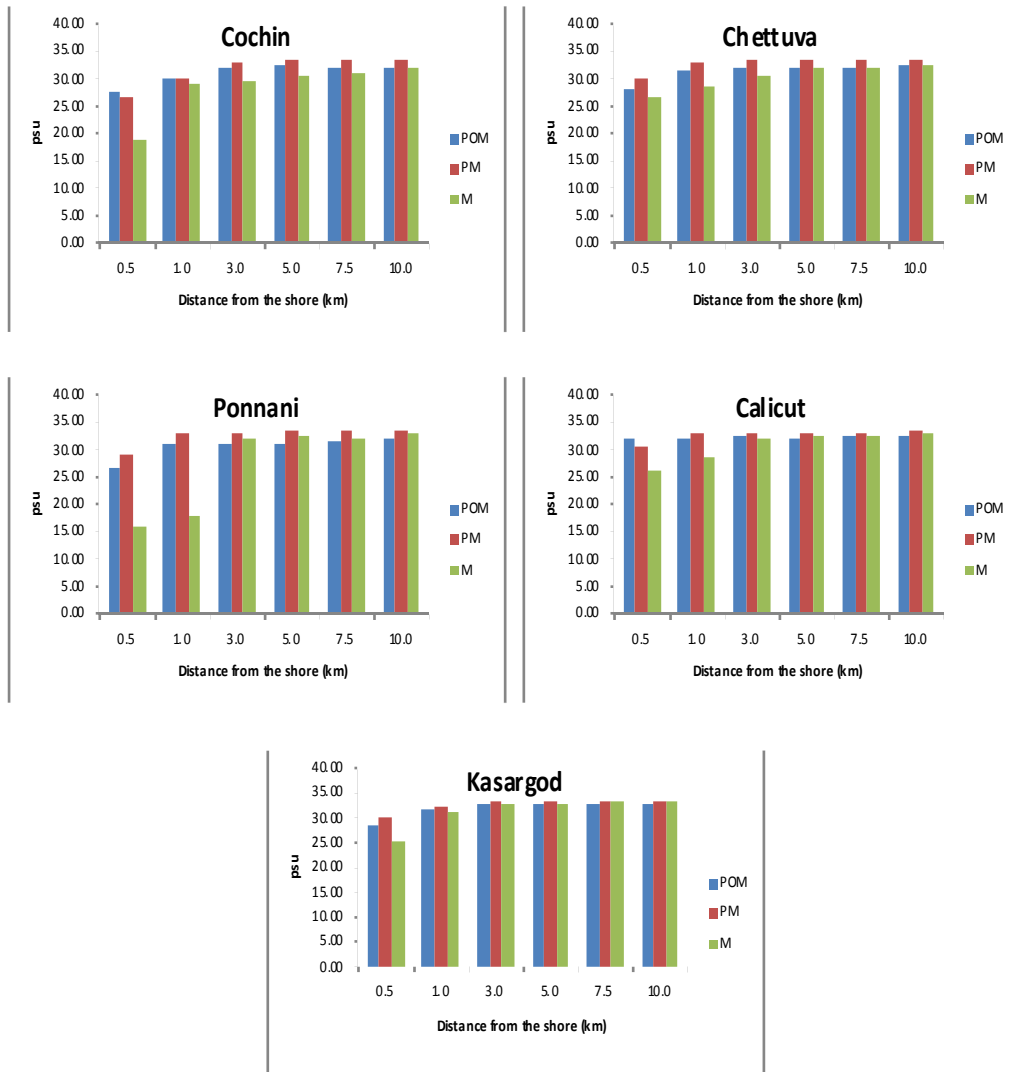 Cochin
40.00
35.00
30.00
25.00
20.00
15.00
10.00
5.00
0.00
psu
0.5 1.0 3.0 5.0 7.5 10.0
Distance from the shore (km)
POM
PM
M
Chettuva
40.00
35.00
30.00
25.00
20.00
15.00
10.00
5.00
0.00
psu
0.5 1.0 3.0 5.0 7.5 10.0
Distance from the shore (km)
POM
PM
M
Ponnani
40.00
35.00
30.00
25.00
20.00
15.00
10.00
5.00
0.00
psu
0.5 1.0 3.0 5.0 7.5 10.0
Distance from the shore (km)
POM
PM
M
Calicut
40.00
35.00
30.00
25.00
20.00
15.00
10.00
5.00
0.00
psu
0.5 1.0 3.0 5.0 7.5 10.0
Distance from the shore (km)
POM
PM
M
Kasargod
40.00
35.00
30.00
25.00
20.00
15.00
10.00
5.00
0.00
psu
0.5 1.0 3.0 5.0 7.5 10.0
Distance from the shore (km)
POM
PM
M